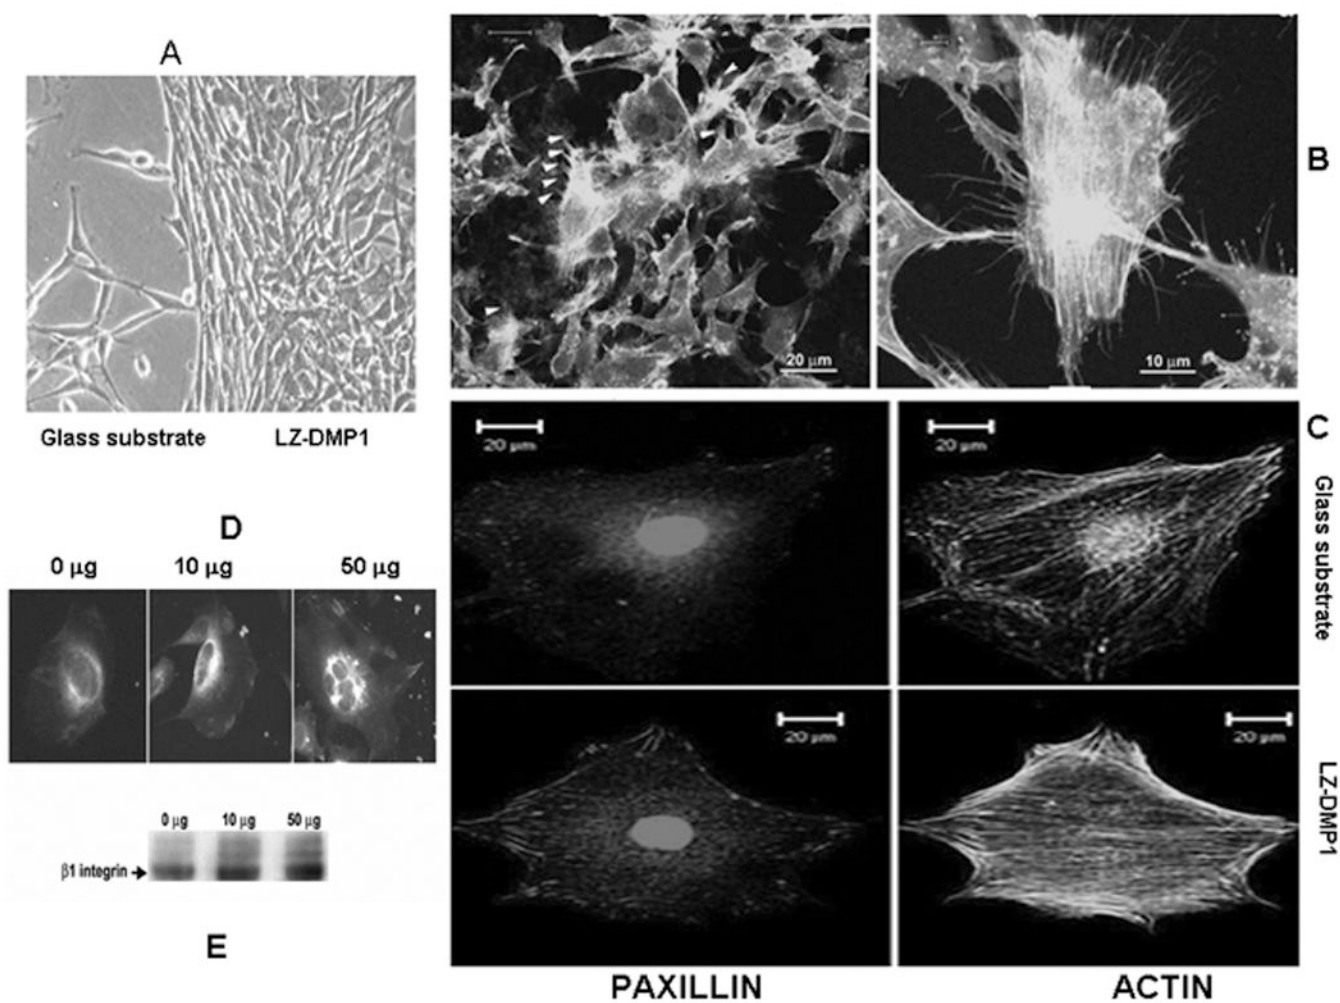 A
Glass substrate LZ-DMP1
B
20 μm
10 μm
C
20 μm
20 μm
Glass substrate
20 μm
20 μm
LZ-DMP1
PAXILLIN ACTIN
D
0 μg 10 μg 50 μg
0 μg 10 μg 50 μg
β1 integrin
E